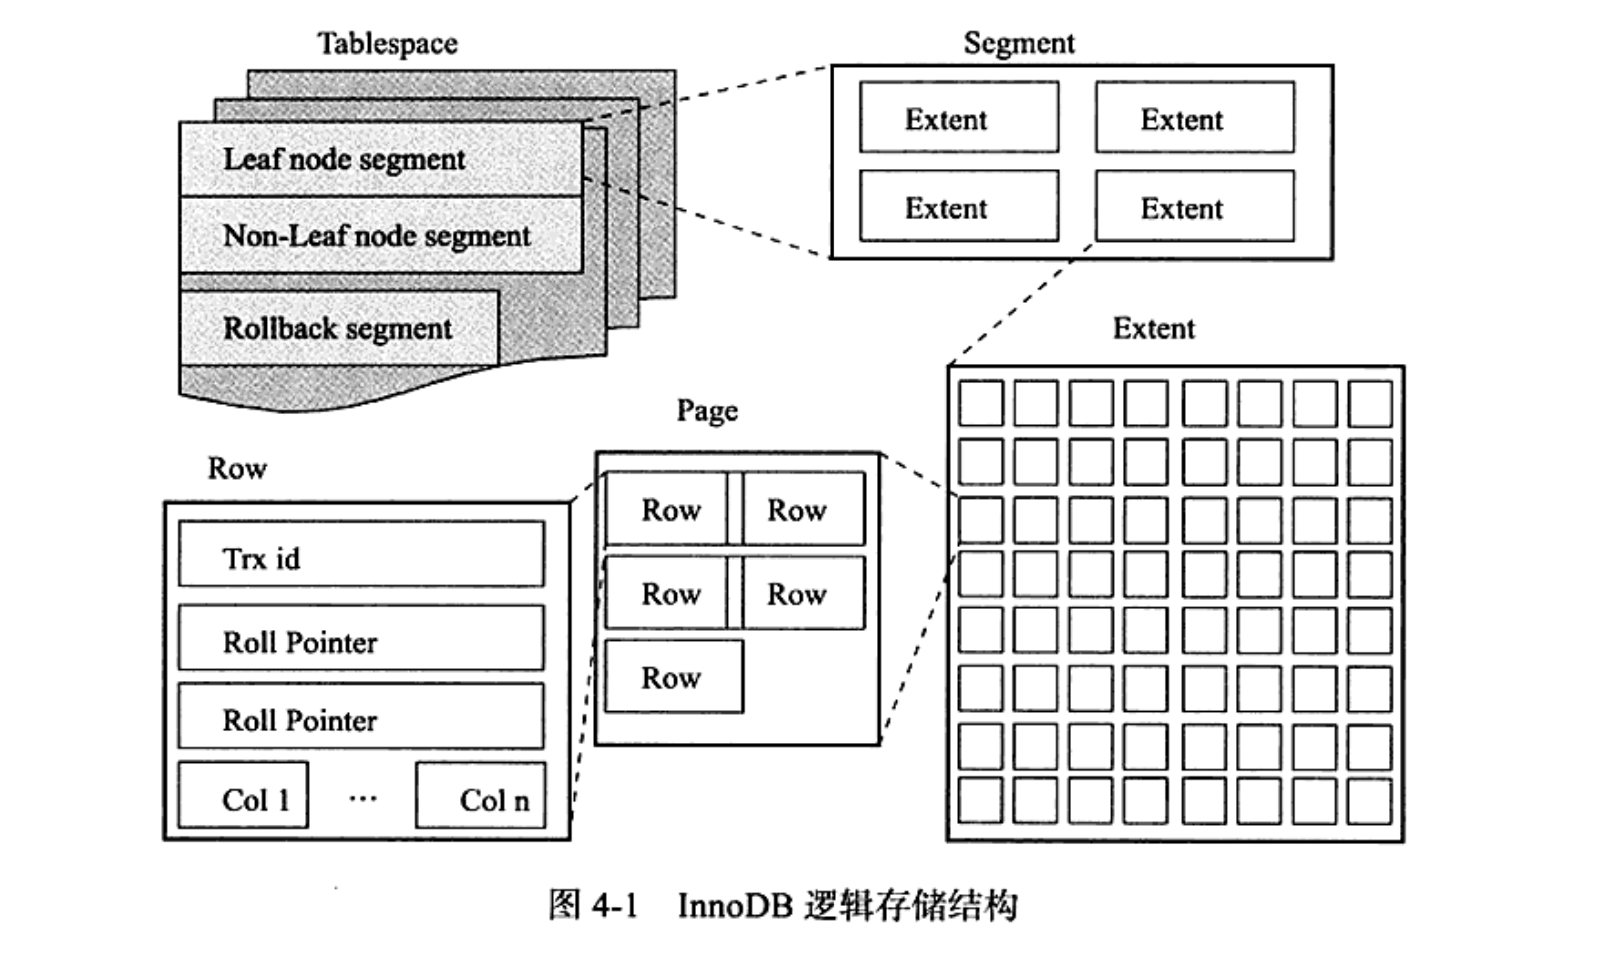 Tablespace
Segment
Leaf node segment
Non-Leaf node segment
Rollback segment
Extent Extent
Extent Extent
Extent
Page
Row Row
Row Row
Row
Row
Trx id
Roll Pointer
Roll Pointer
Col 1 … Col n
图 4-1 InnoDB 逻辑存储结构